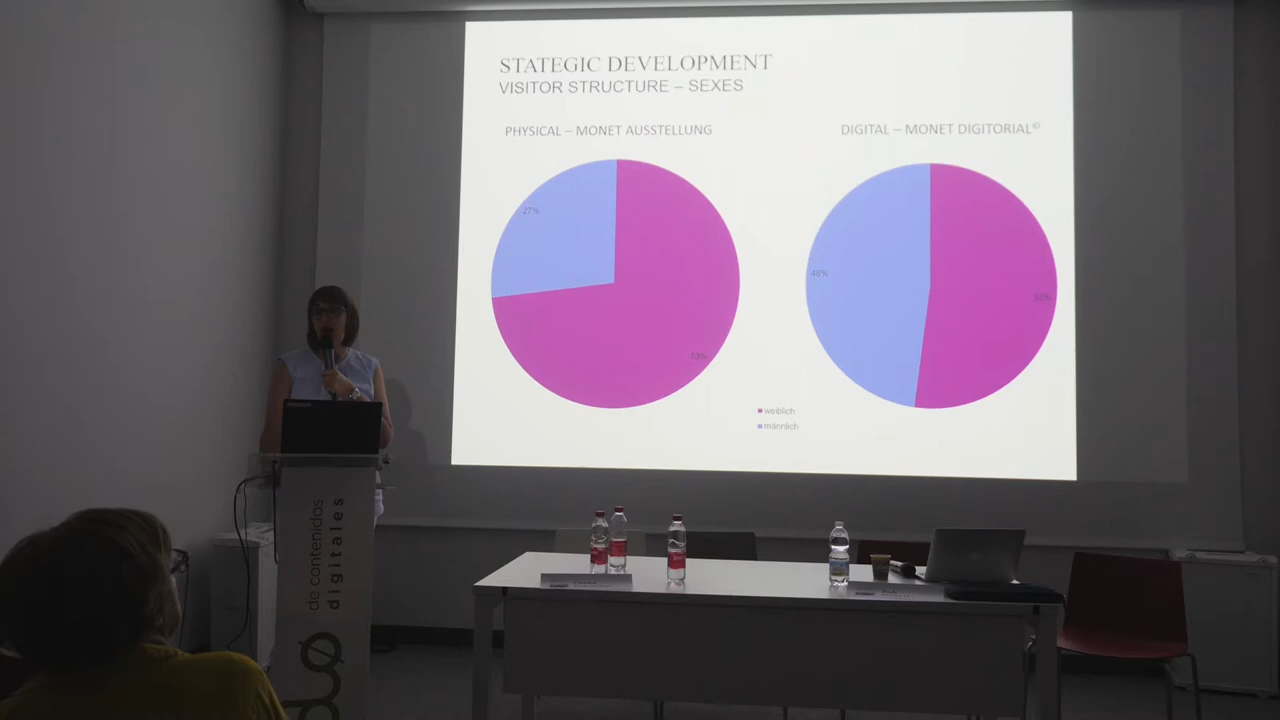 STATEGIC DEVELOPMENT
VISITOR STRUCTURE – SEXES
PHYSICAL – MONET AUSSTELLUNG
DIGITAL – MONET DIGITORIAL©
27%
73%
48%
52%
weiblich
männlich
de contenidos
digitales